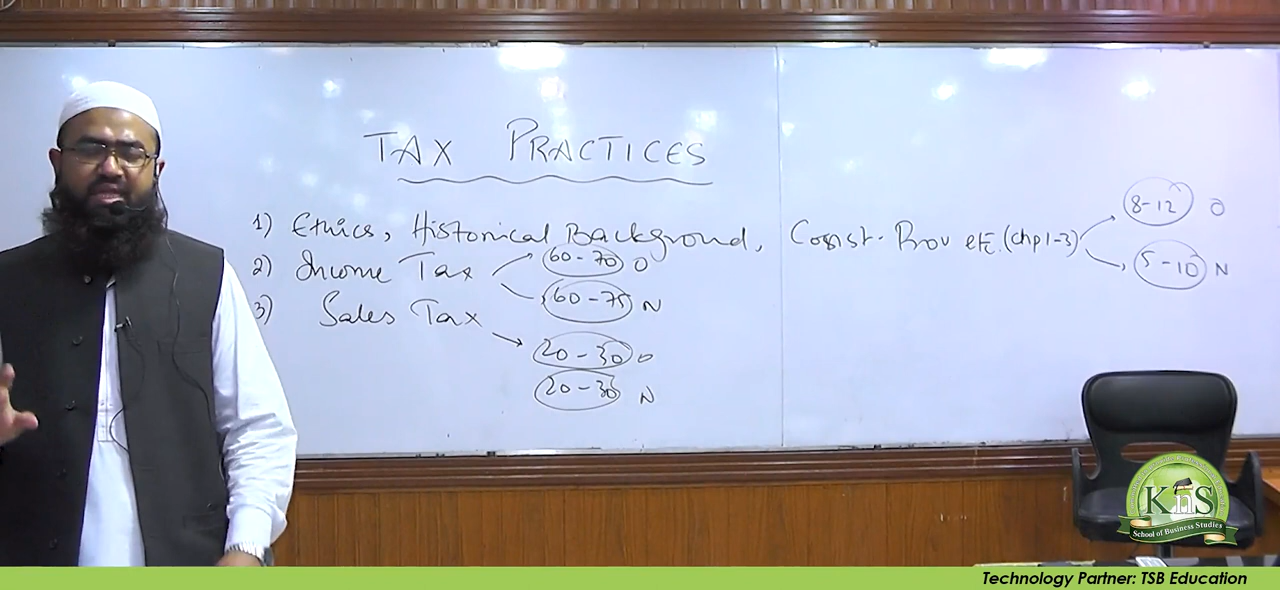 TAX PRACTICES
1) Ethics, Historical Background, Const. Prov etc. (chp 1-3) 8-12 O
5-10 N
2) Income Tax 60-70 O
60-75 N
3) Sales Tax 20-30 O
20-30 N
KnS
School of Business Studies
Technology Partner: TSB Education